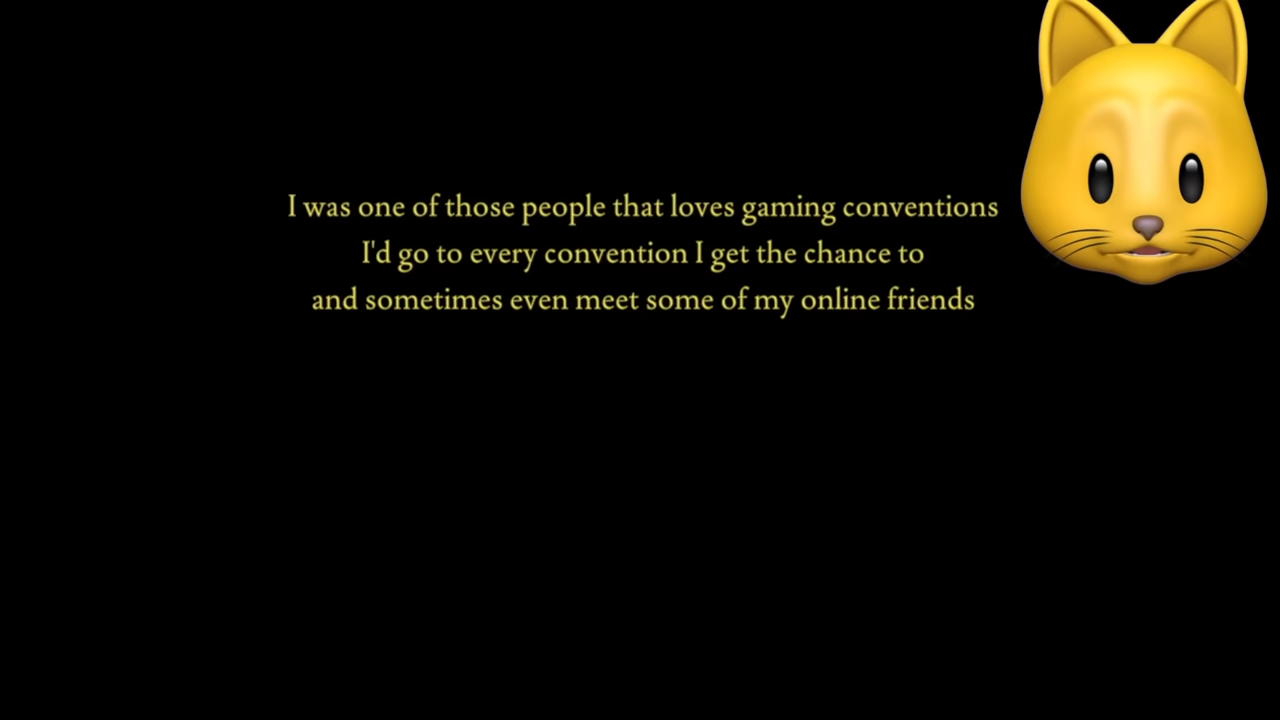 I was one of those people that loves gaming conventions
I'd go to every convention I get the chance to
and sometimes even meet some of my online friends